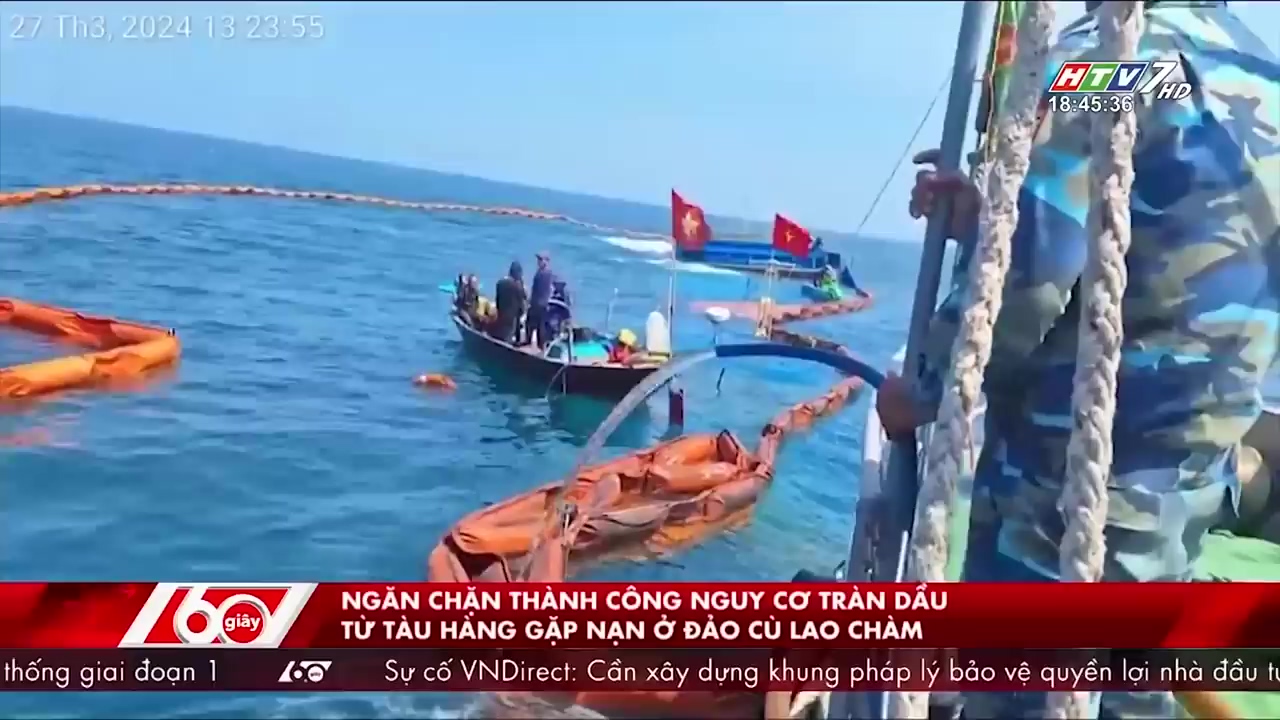 27 Th3, 2024 13 23:55
HTV7 HD
18:45:36
60 giây
NGĂN CHẶN THÀNH CÔNG NGUY CƠ TRÀN DẦU
TỪ TÀU HÀNG GẶP NẠN Ở ĐẢO CÙ LAO CHÀM
thống giai đoạn 1 60 giây Sự cố VNDirect: Cần xây dựng khung pháp lý bảo vệ quyền lợi nhà đầu